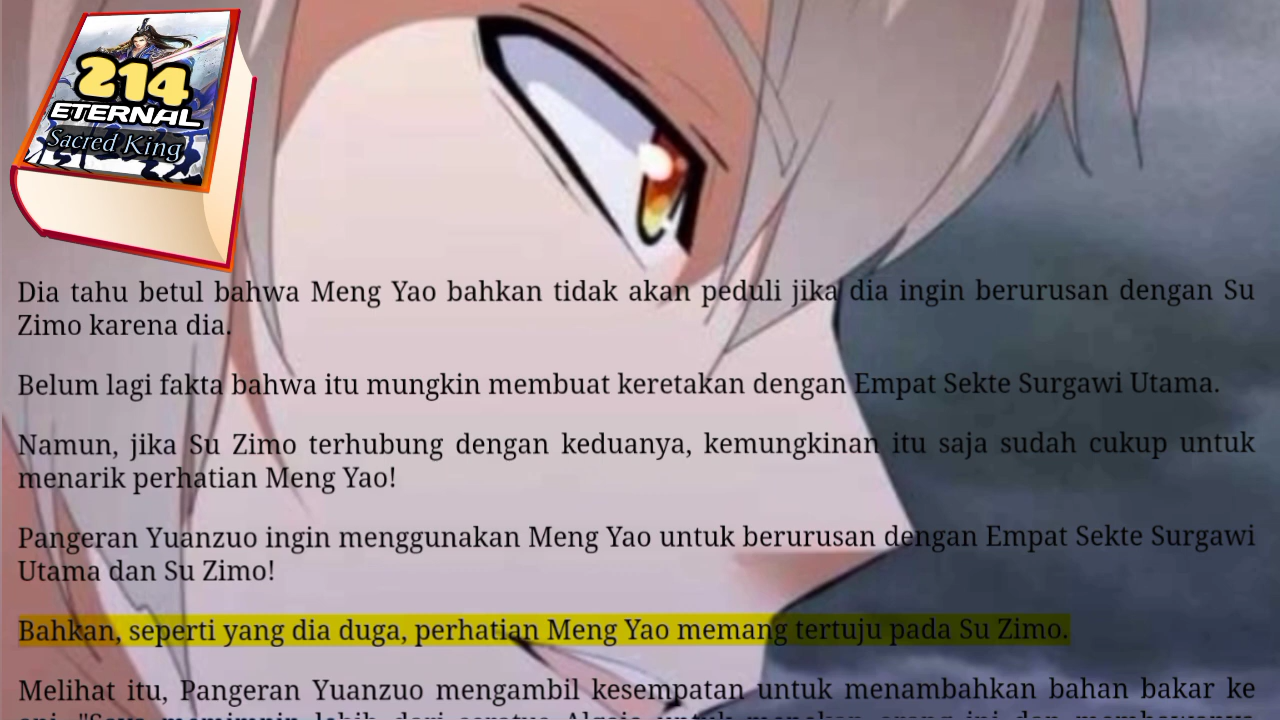 214
ETERNAL
Sacred King
Dia tahu betul bahwa Meng Yao bahkan tidak akan peduli jika dia ingin berurusan dengan Su
Zimo karena dia.
Belum lagi fakta bahwa itu mungkin membuat keretakan dengan Empat Sekte Surgawi Utama.
Namun, jika Su Zimo terhubung dengan keduanya, kemungkinan itu saja sudah cukup untuk
menarik perhatian Meng Yao!
Pangeran Yuanzuo ingin menggunakan Meng Yao untuk berurusan dengan Empat Sekte Surgawi
Utama dan Su Zimo!
Bahkan, seperti yang dia duga, perhatian Meng Yao memang tertuju pada Su Zimo.
Melihat itu, Pangeran Yuanzuo mengambil kesempatan untuk menambahkan bahan bakar ke